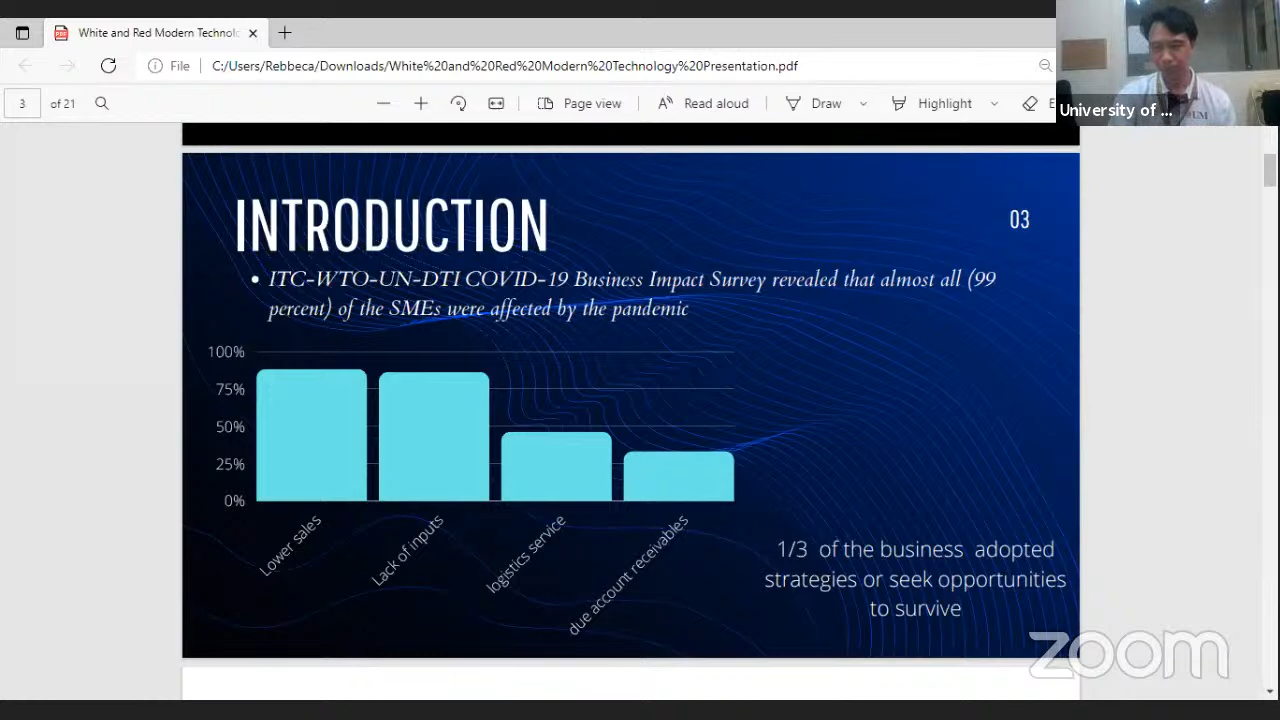 White and Red Modern Technolo
File
C:/Users/Rebbeca/Downloads/White%20and%20Red%20Modern%20Technology%20Presentation.pdf
3 of 21
Page view
Read aloud
Draw
Highlight
E
University of ...
UM
INTRODUCTION
03
• ITC-WTO-UN-DTI COVID-19 Business Impact Survey revealed that almost all (99
percent) of the SMEs were affected by the pandemic
100%
75%
50%
25%
0%
Lower sales
Lack of inputs
logistics service
due account receivables
1/3 of the business adopted
strategies or seek opportunities
to survive
zoom